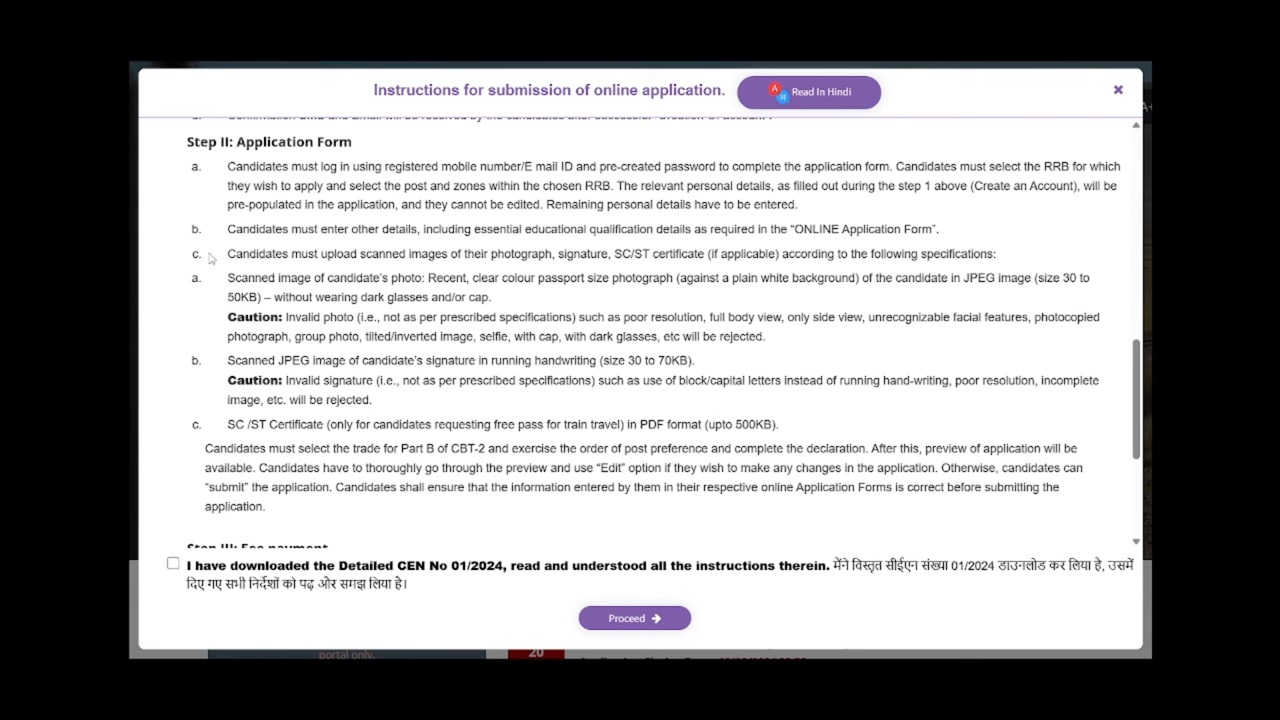 Instructions for submission of online application.
Read In Hindi
Step II: Application Form
a. Candidates must log in using registered mobile number/E mail ID and pre-created password to complete the application form. Candidates must select the RRB for which
they wish to apply and select the post and zones within the chosen RRB. The relevant personal details, as filled out during the step 1 above (Create an Account), will be
pre-populated in the application, and they cannot be edited. Remaining personal details have to be entered.
b. Candidates must enter other details, including essential educational qualification details as required in the “ONLINE Application Form”.
c. Candidates must upload scanned images of their photograph, signature, SC/ST certificate (if applicable) according to the following specifications:
a. Scanned image of candidate’s photo: Recent, clear colour passport size photograph (against a plain white background) of the candidate in JPEG image (size 30 to
50KB) – without wearing dark glasses and/or cap.
Caution: Invalid photo (i.e., not as per prescribed specifications) such as poor resolution, full body view, only side view, unrecognizable facial features, photocopied
photograph, group photo, tilted/inverted image, selfie, with cap, with dark glasses, etc will be rejected.
b. Scanned JPEG image of candidate’s signature in running handwriting (size 30 to 70KB).
Caution: Invalid signature (i.e., not as per prescribed specifications) such as use of block/capital letters instead of running hand-writing, poor resolution, incomplete
image, etc. will be rejected.
c. SC /ST Certificate (only for candidates requesting free pass for train travel) in PDF format (upto 500KB).
Candidates must select the trade for Part B of CBT-2 and exercise the order of post preference and complete the declaration. After this, preview of application will be
available. Candidates have to thoroughly go through the preview and use “Edit” option if they wish to make any changes in the application. Otherwise, candidates can
“submit” the application. Candidates shall ensure that the information entered by them in their respective online Application Forms is correct before submitting the
application.
Step III: Fee payment
I have downloaded the Detailed CEN No 01/2024, read and understood all the instructions therein. मेंने विस्तृत सीईएन संख्या 01/2024 डाउनलोड कर लिया है, उसमें
दिए गए सभी निर्देशों को पढ़ और समझ लिया है।
Proceed
portal only.
20